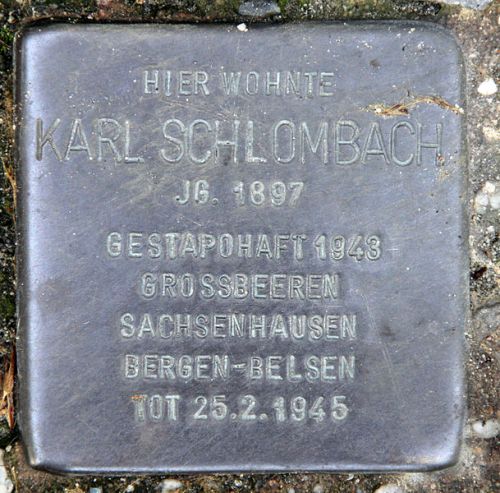 HIER WOHNTE
KARL SCHLOMBACH
JG. 1897
GESTAPOHAFT 1943
GROSSBEEREN
SACHSENHAUSEN
BERGEN-BELSEN
TOT 25.2.1945